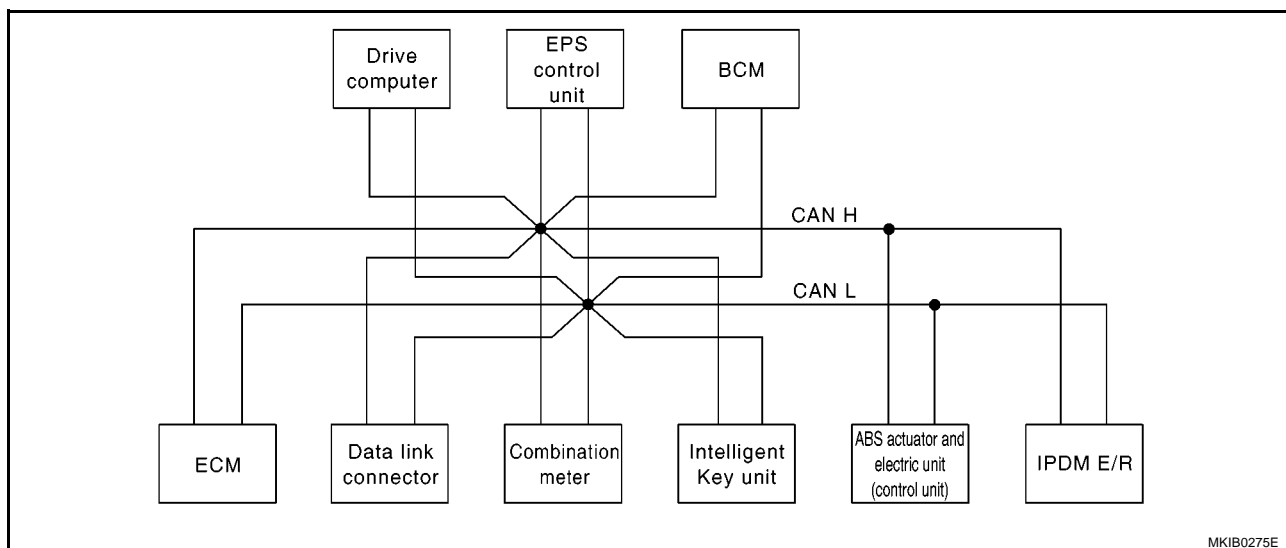 Drive
computer
EPS
control
unit
BCM
CAN H
CAN L
ECM
Data link
connector
Combination
meter
Intelligent
Key unit
ABS actuator and
electric unit
(control unit)
IPDM E/R
MKIB0275E